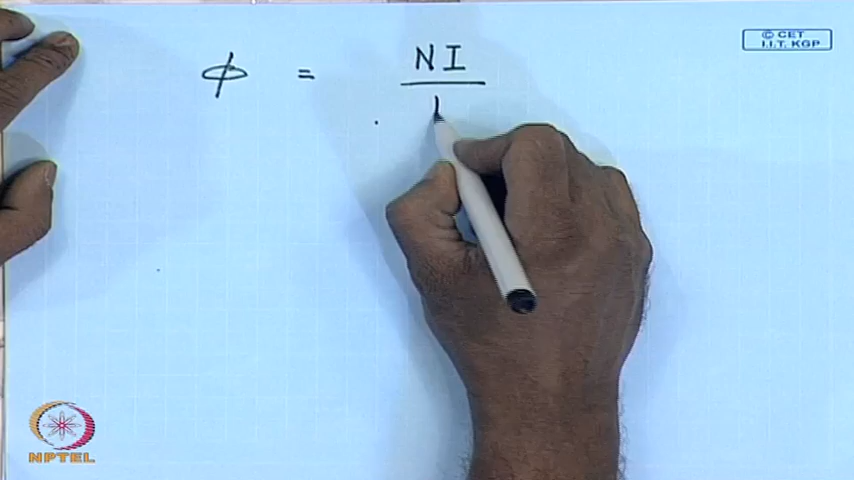 © CET
I.I.T. KGP
ϕ = NI
NPTEL